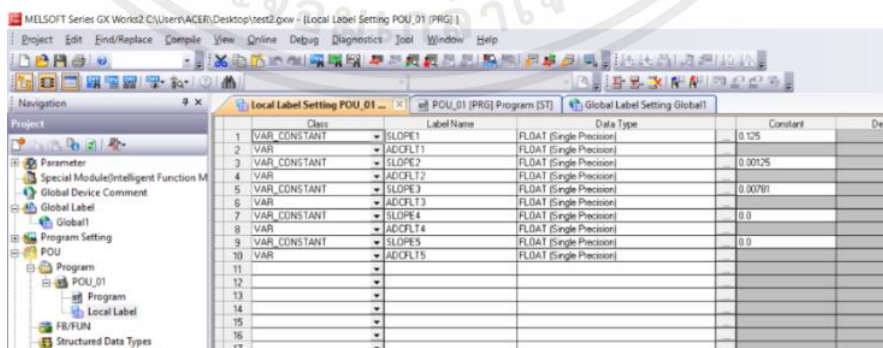 MELSOFT Series GX Works2 C:\Users\ACER\Desktop\test2.gxw - [Local Label Setting POU_01 [PRG] ]
Project Edit Find/Replace Compile View Online Debug Diagnostics Tool Window Help
Navigation
Local Label Setting POU_01 ... POU_01 [PRG] Program [ST] Global Label Setting Global1
Project
Class Label Name Data Type Constant De
1 VAR_CONSTANT SLOPE1 FLOAT (Single Precision) ... 0.125
2 VAR ADCFLT1 FLOAT (Single Precision) ...
3 VAR_CONSTANT SLOPE2 FLOAT (Single Precision) ... 0.00125
4 VAR ADCFLT2 FLOAT (Single Precision) ...
5 VAR_CONSTANT SLOPE3 FLOAT (Single Precision) ... 0.00781
6 VAR ADCFLT3 FLOAT (Single Precision) ...
7 VAR_CONSTANT SLOPE4 FLOAT (Single Precision) ... 0.0
8 VAR ADCFLT4 FLOAT (Single Precision) ...
9 VAR_CONSTANT SLOPE5 FLOAT (Single Precision) ... 0.0
10 VAR ADCFLT5 FLOAT (Single Precision) ...
11
12
13
14
15
16
17
Parameter
Special Module(Intelligent Function M
Global Device Comment
Global Label
Global1
Program Setting
POU
Program
POU_01
Program
Local Label
FB/FUN
Structured Data Types